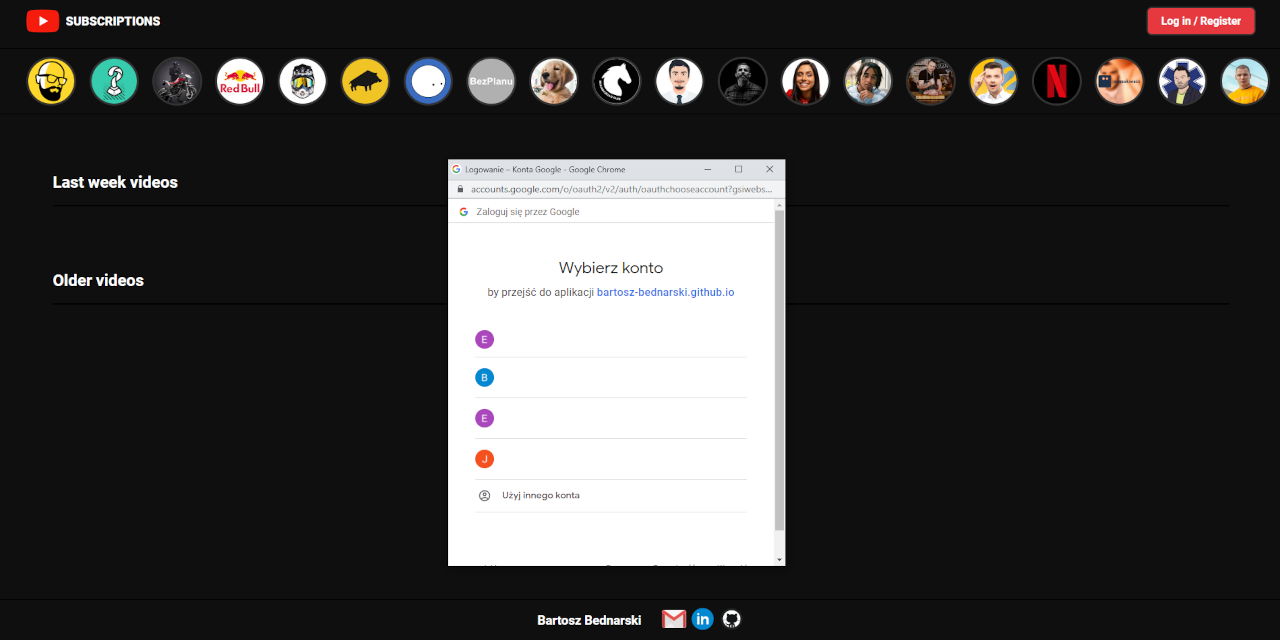 SUBSCRIPTIONS
Log in / Register
Red Bull
BezPlanu
N
Last week videos
Logowanie – Konta Google - Google Chrome
accounts.google.com/o/oauth2/v2/auth/oauthchooseaccount?gsiwebs...
G Zaloguj się przez Google
Wybierz konto
by przejść do aplikacji bartosz-bednarski.github.io
Older videos
E
B
E
J
Użyj innego konta
Bartosz Bednarski
in